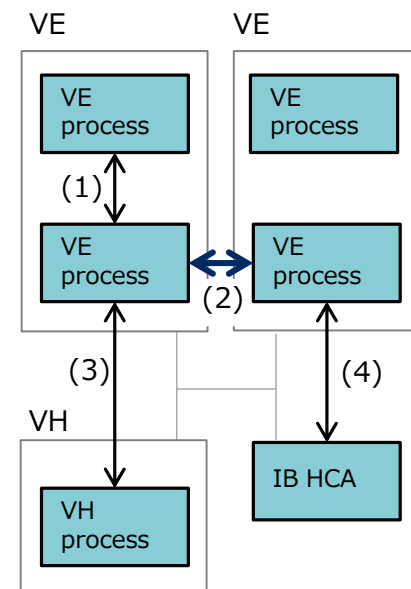 VE
VE
VE
process
VE
process
(1)
VE
process
VE
process
(2)
(3)
(4)
VH
VH
process
IB HCA